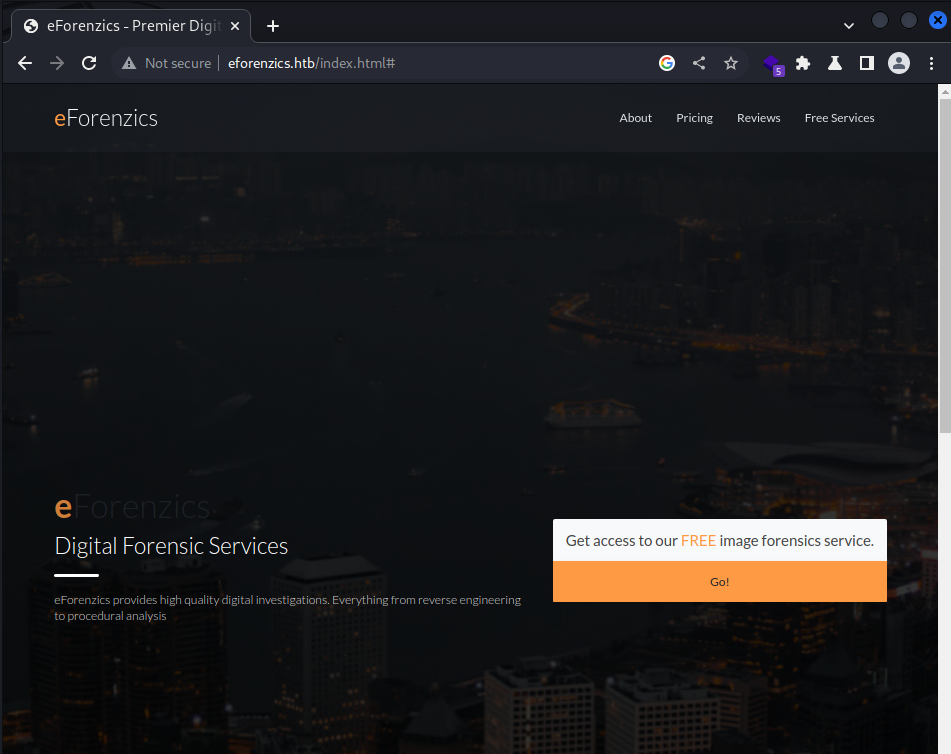 eForenzics - Premier Digit
Not secure
eforenzics.htb/index.html#
5
eForenzics
About
Pricing
Reviews
Free Services
eForenzics
Digital Forensic Services
eForenzics provides high quality digital investigations. Everything from reverse engineering
to procedural analysis
Get access to our FREE image forensics service.
Go!